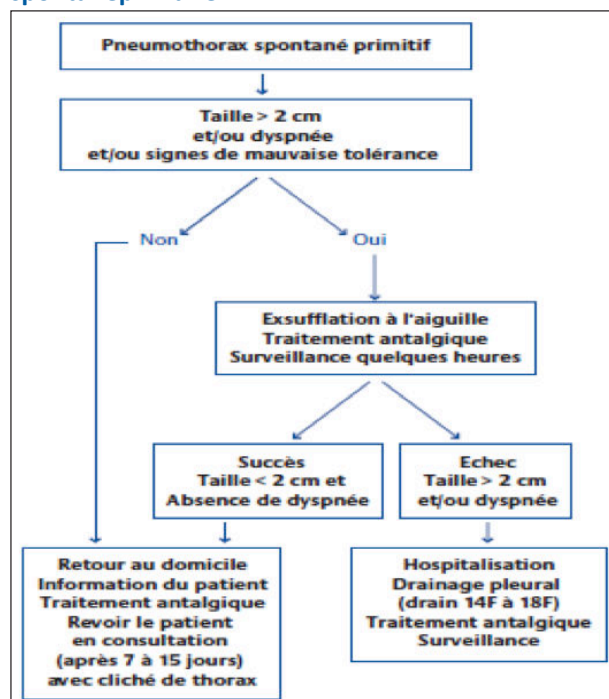 Pneumothorax spontané primitif
Taille > 2 cm
et/ou dyspnée
et/ou signes de mauvaise tolérance
Non
Oui
Exsufflation à l'aiguille
Traitement antalgique
Surveillance quelques heures
Succès
Taille < 2 cm et
Absence de dyspnée
Echec
Taille > 2 cm
et/ou dyspnée
Retour au domicile
Information du patient
Traitement antalgique
Revoir le patient
en consultation
(après 7 à 15 jours)
avec cliché de thorax
Hospitalisation
Drainage pleural
(drain 14F à 18F)
Traitement antalgique
Surveillance